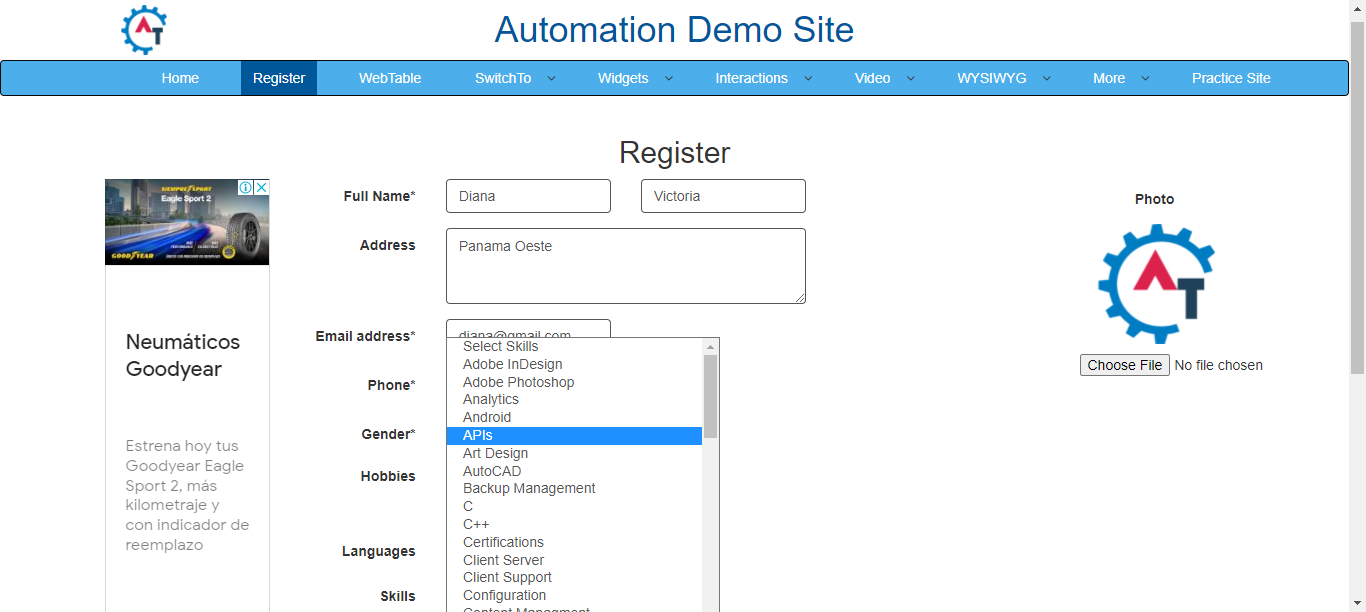 AT
Automation Demo Site
Home Register WebTable SwitchTo Widgets Interactions Video WYSIWYG More Practice Site
Register
SIEMPRE SPORT
Eagle Sport 2
GOODYEAR
Neumáticos
Goodyear
Estrena hoy tus
Goodyear Eagle
Sport 2, más
kilometraje y
con indicador de
reemplazo
Full Name* Diana Victoria
Address Panama Oeste
Email address* diana@gmail.com
Phone*
Gender*
Hobbies
Languages
Skills
Select Skills
Adobe InDesign
Adobe Photoshop
Analytics
Android
APIs
Art Design
AutoCAD
Backup Management
C
C++
Certifications
Client Server
Client Support
Configuration
Content Managment
Photo
AT
Choose File No file chosen